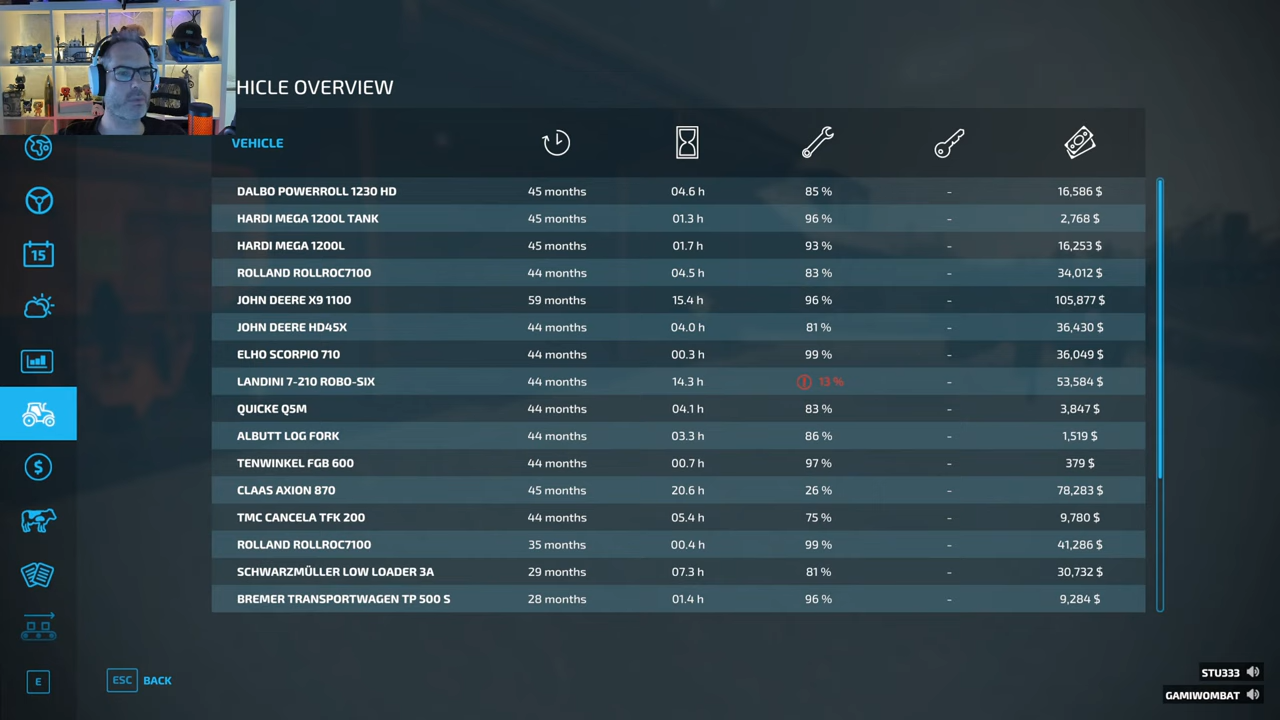 HICLE OVERVIEW
VEHICLE
DALBO POWERROLL 1230 HD 45 months 04.6 h 85 % - 16,586 $
HARDI MEGA 1200L TANK 45 months 01.3 h 96 % - 2,768 $
HARDI MEGA 1200L 45 months 01.7 h 93 % - 16,253 $
ROLLAND ROLLROC7100 44 months 04.5 h 83 % - 34,012 $
JOHN DEERE X9 1100 59 months 15.4 h 96 % - 105,877 $
JOHN DEERE HD45X 44 months 04.0 h 81 % - 36,430 $
ELHO SCORPIO 710 44 months 00.3 h 99 % - 36,049 $
LANDINI 7-210 ROBO-SIX 44 months 14.3 h 13 % - 53,584 $
QUICKE Q5M 44 months 04.1 h 83 % - 3,847 $
ALBUTT LOG FORK 44 months 03.3 h 86 % - 1,519 $
TENWINKEL FGB 600 44 months 00.7 h 97 % - 379 $
CLAAS AXION 870 45 months 20.6 h 26 % - 78,283 $
TMC CANCELA TFK 200 44 months 05.4 h 75 % - 9,780 $
ROLLAND ROLLROC7100 35 months 00.4 h 99 % - 41,286 $
SCHWARZMÜLLER LOW LOADER 3A 29 months 07.3 h 81 % - 30,732 $
BREMER TRANSPORTWAGEN TP 500 S 28 months 01.4 h 96 % - 9,284 $
15
$
E
ESC BACK
STU333
GAMIWOMBAT